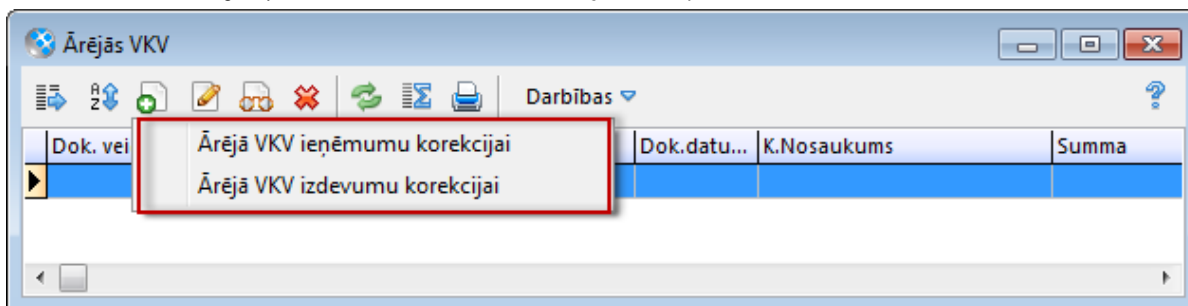 Ārējās VKV
Darbības
Ārējā VKV ieņēmumu korekcijai
Dok. vei Dok.datu... K.Nosaukums Summa
Ārējā VKV izdevumu korekcijai